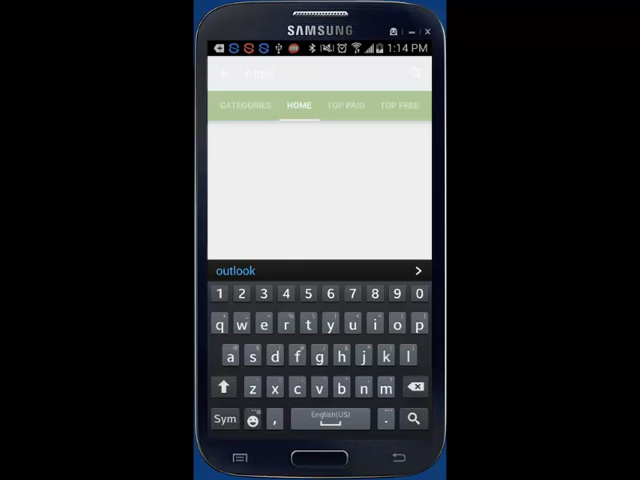 SAMSUNG
1:14 PM
Apps
CATEGORIES HOME TOP PAID TOP FREE
outlook
1 2 3 4 5 6 7 8 9 0
q w e r t y u i o p
a s d f g h j k l
z x c v b n m
Sym , English(US) .